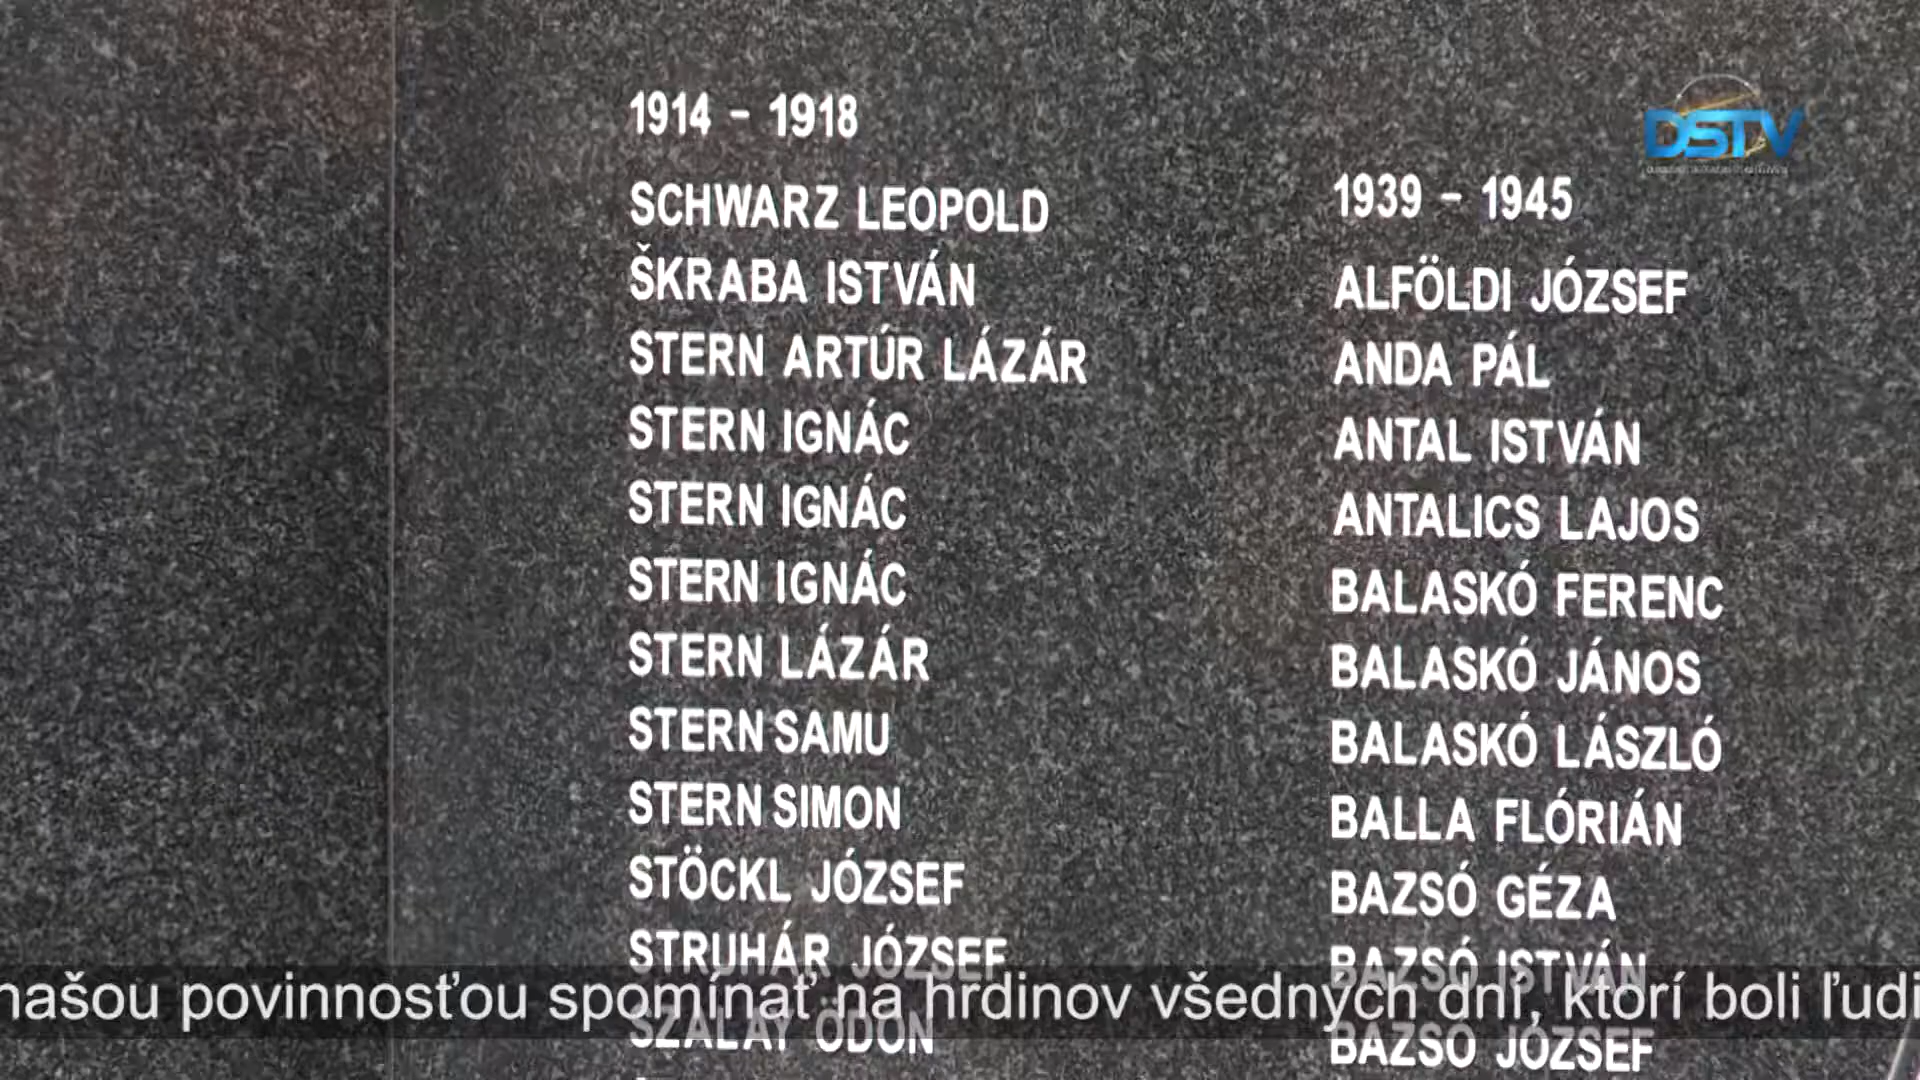 1914 - 1918
SCHWARZ LEOPOLD
ŠKRABA ISTVÁN
STERN ARTÚR LÁZÁR
STERN IGNÁC
STERN IGNÁC
STERN IGNÁC
STERN LÁZÁR
STERN SAMU
STERN SIMON
STÖCKL JÓZSEF
STRUHÁR JÓZSEF
SZALAY ÖDÖN
DSTV
1939 - 1945
ALFÖLDI JÓZSEF
ANDA PÁL
ANTAL ISTVÁN
ANTALICS LAJOS
BALASKÓ FERENC
BALASKÓ JÁNOS
BALASKÓ LÁSZLÓ
BALLA FLÓRIÁN
BAZSÓ GÉZA
BAZSÓ ISTVÁN
BAZSÓ JÓZSEF
našou povinnosťou spomínať na hrdinov všedných dní, ktorí boli ľudi